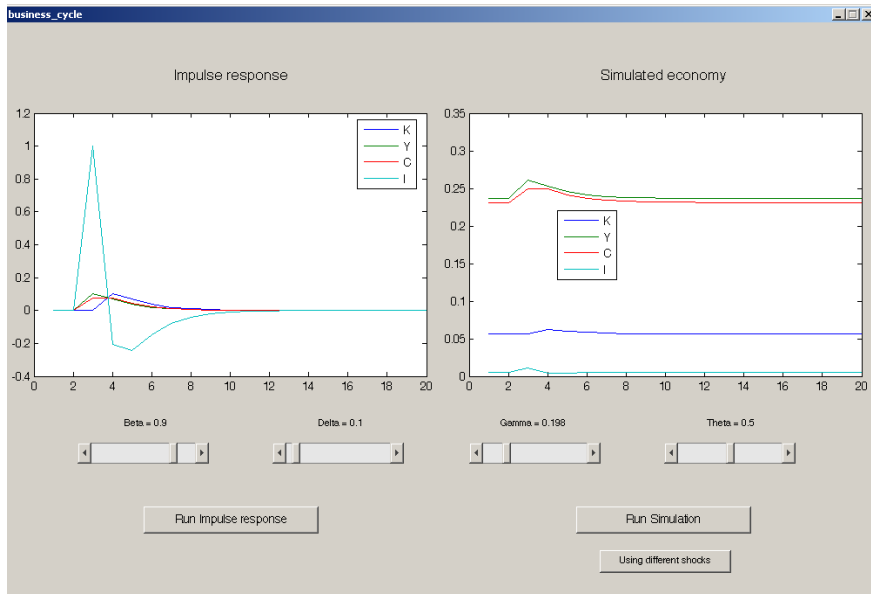 business_cycle
Impulse response
Simulated economy
1.2
1
0.8
0.6
0.4
0.2
0
-0.2
-0.4
0 2 4 6 8 10 12 14 16 18 20
K
Y
C
I
0.35
0.3
0.25
0.2
0.15
0.1
0.05
0
0 2 4 6 8 10 12 14 16 18 20
K
Y
C
I
Beta = 0.9
Delta = 0.1
Gamma = 0.198
Theta = 0.5
Run Impulse response
Run Simulation
Using different shocks